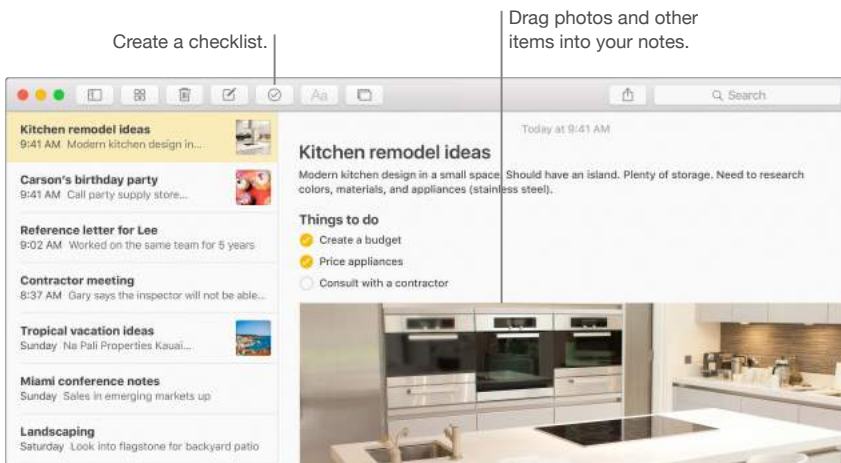 Drag photos and other
items into your notes.
Create a checklist.
Aa
Search
Kitchen remodel ideas
9:41 AM Modern kitchen design in...
Carson's birthday party
9:41 AM Call party supply store...
Reference letter for Lee
9:02 AM Worked on the same team for 5 years
Contractor meeting
8:37 AM Gary says the inspector will not be able...
Tropical vacation ideas
Sunday Na Pali Properties Kauai...
Miami conference notes
Sunday Sales in emerging markets up
Landscaping
Saturday Look into flagstone for backyard patio
Today at 9:41 AM
Kitchen remodel ideas
Modern kitchen design in a small space. Should have an island. Plenty of storage. Need to research
colors, materials, and appliances (stainless steel).
Things to do
Create a budget
Price appliances
Consult with a contractor